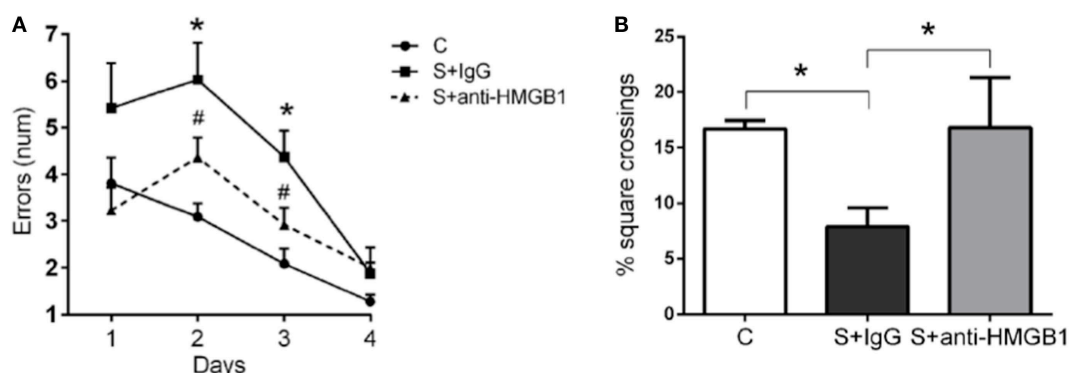 A
Errors (num)
7
6
5
4
3
2
1
*
*
#
#
1 2 3 4
Days
C
S+IgG
S+anti-HMGB1
B
% square crossings
25
20
15
10
5
0
*
*
C S+IgG S+anti-HMGB1